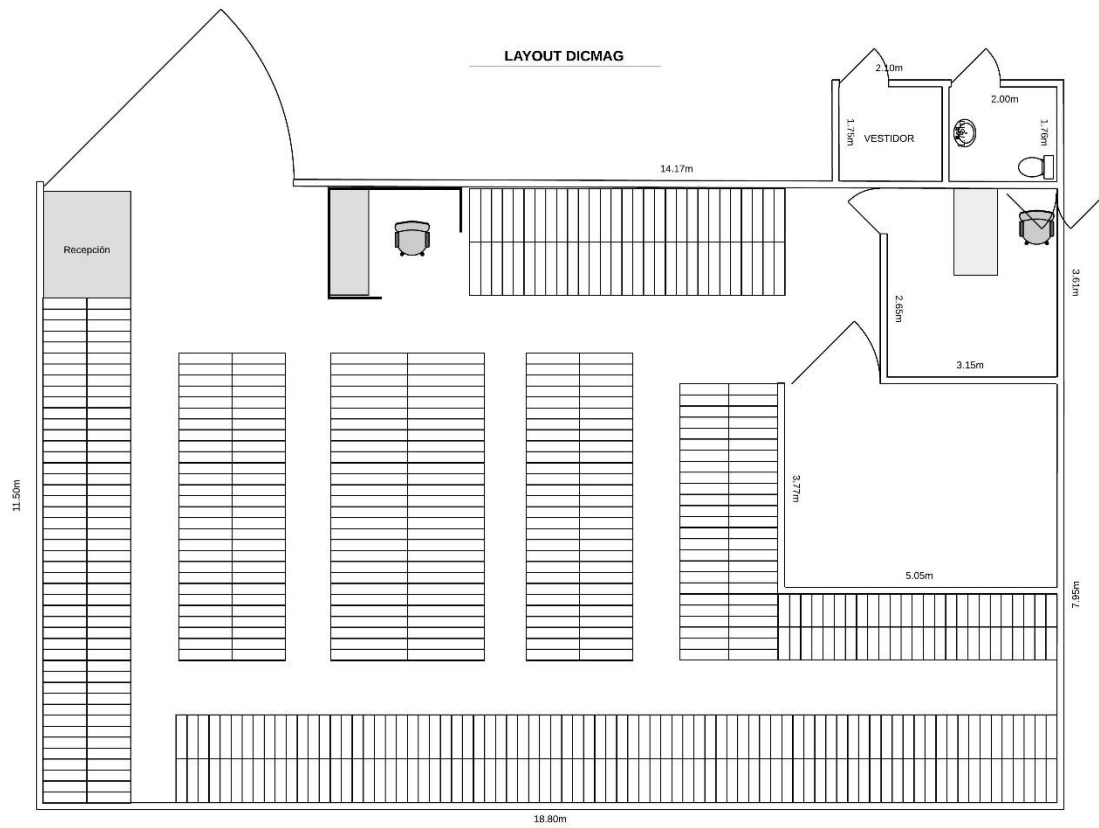 LAYOUT DICMAG
2.10m
2.00m
1.75m
VESTIDOR
1.76m
14.17m
Recepción
2.65m
3.61m
3.15m
11.50m
3.77m
5.05m
7.95m
18.80m